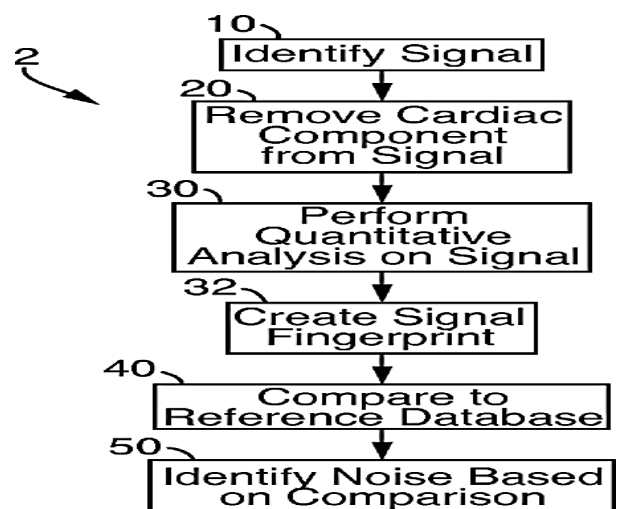 10
Identify Signal
2
20
Remove Cardiac
Component
from Signal
30
Perform
Quantitative
Analysis on Signal
32
Create Signal
Fingerprint
40
Compare to
Reference Database
50
Identify Noise Based
on Comparison